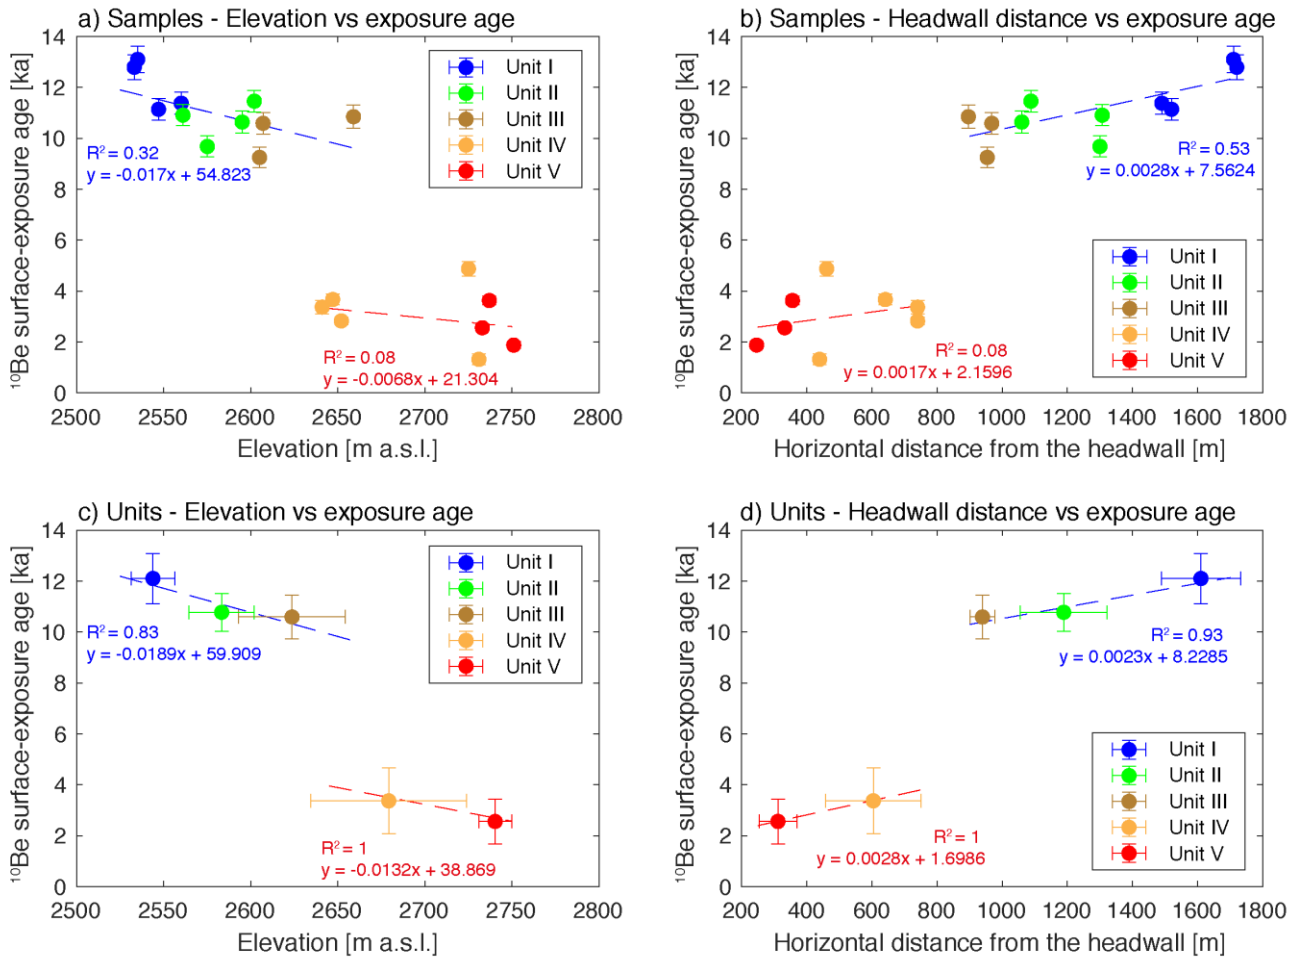 a) Samples - Elevation vs exposure age
14
12
10
8
6
4
2
0
¹⁰Be surface-exposure age [ka]
Unit I
Unit II
Unit III
Unit IV
Unit V
R² = 0.32
y = -0.017x + 54.823
R² = 0.08
y = -0.0068x + 21.304
2500 2550 2600 2650 2700 2750 2800
Elevation [m a.s.l.]
b) Samples - Headwall distance vs exposure age
14
12
10
8
6
4
2
0
¹⁰Be surface-exposure age [ka]
R² = 0.53
y = 0.0028x + 7.5624
Unit I
Unit II
Unit III
Unit IV
Unit V
R² = 0.08
y = 0.0017x + 2.1596
200 400 600 800 1000 1200 1400 1600 1800
Horizontal distance from the headwall [m]
c) Units - Elevation vs exposure age
14
12
10
8
6
4
2
0
¹⁰Be surface-exposure age [ka]
Unit I
Unit II
Unit III
Unit IV
Unit V
R² = 0.83
y = -0.0189x + 59.909
R² = 1
y = -0.0132x + 38.869
2500 2550 2600 2650 2700 2750 2800
Elevation [m a.s.l.]
d) Units - Headwall distance vs exposure age
14
12
10
8
6
4
2
0
¹⁰Be surface-exposure age [ka]
R² = 0.93
y = 0.0023x + 8.2285
Unit I
Unit II
Unit III
Unit IV
Unit V
R² = 1
y = 0.0028x + 1.6986
200 400 600 800 1000 1200 1400 1600 1800
Horizontal distance from the headwall [m]